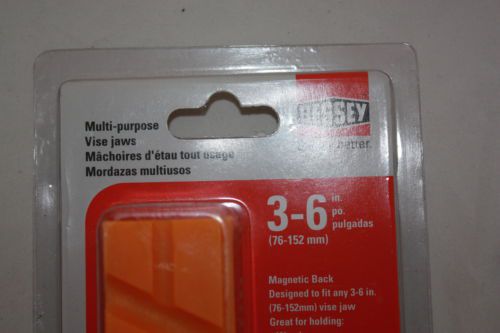 Multi-purpose
Vise jaws
Mâchoires d'étau tout usage
Mordazas multiusos
BESSEY
better.
3-6 in.
po.
pulgadas
(76-152 mm)
Magnetic Back
Designed to fit any 3-6 in.
(76-152mm) vise jaw
Great for holding: